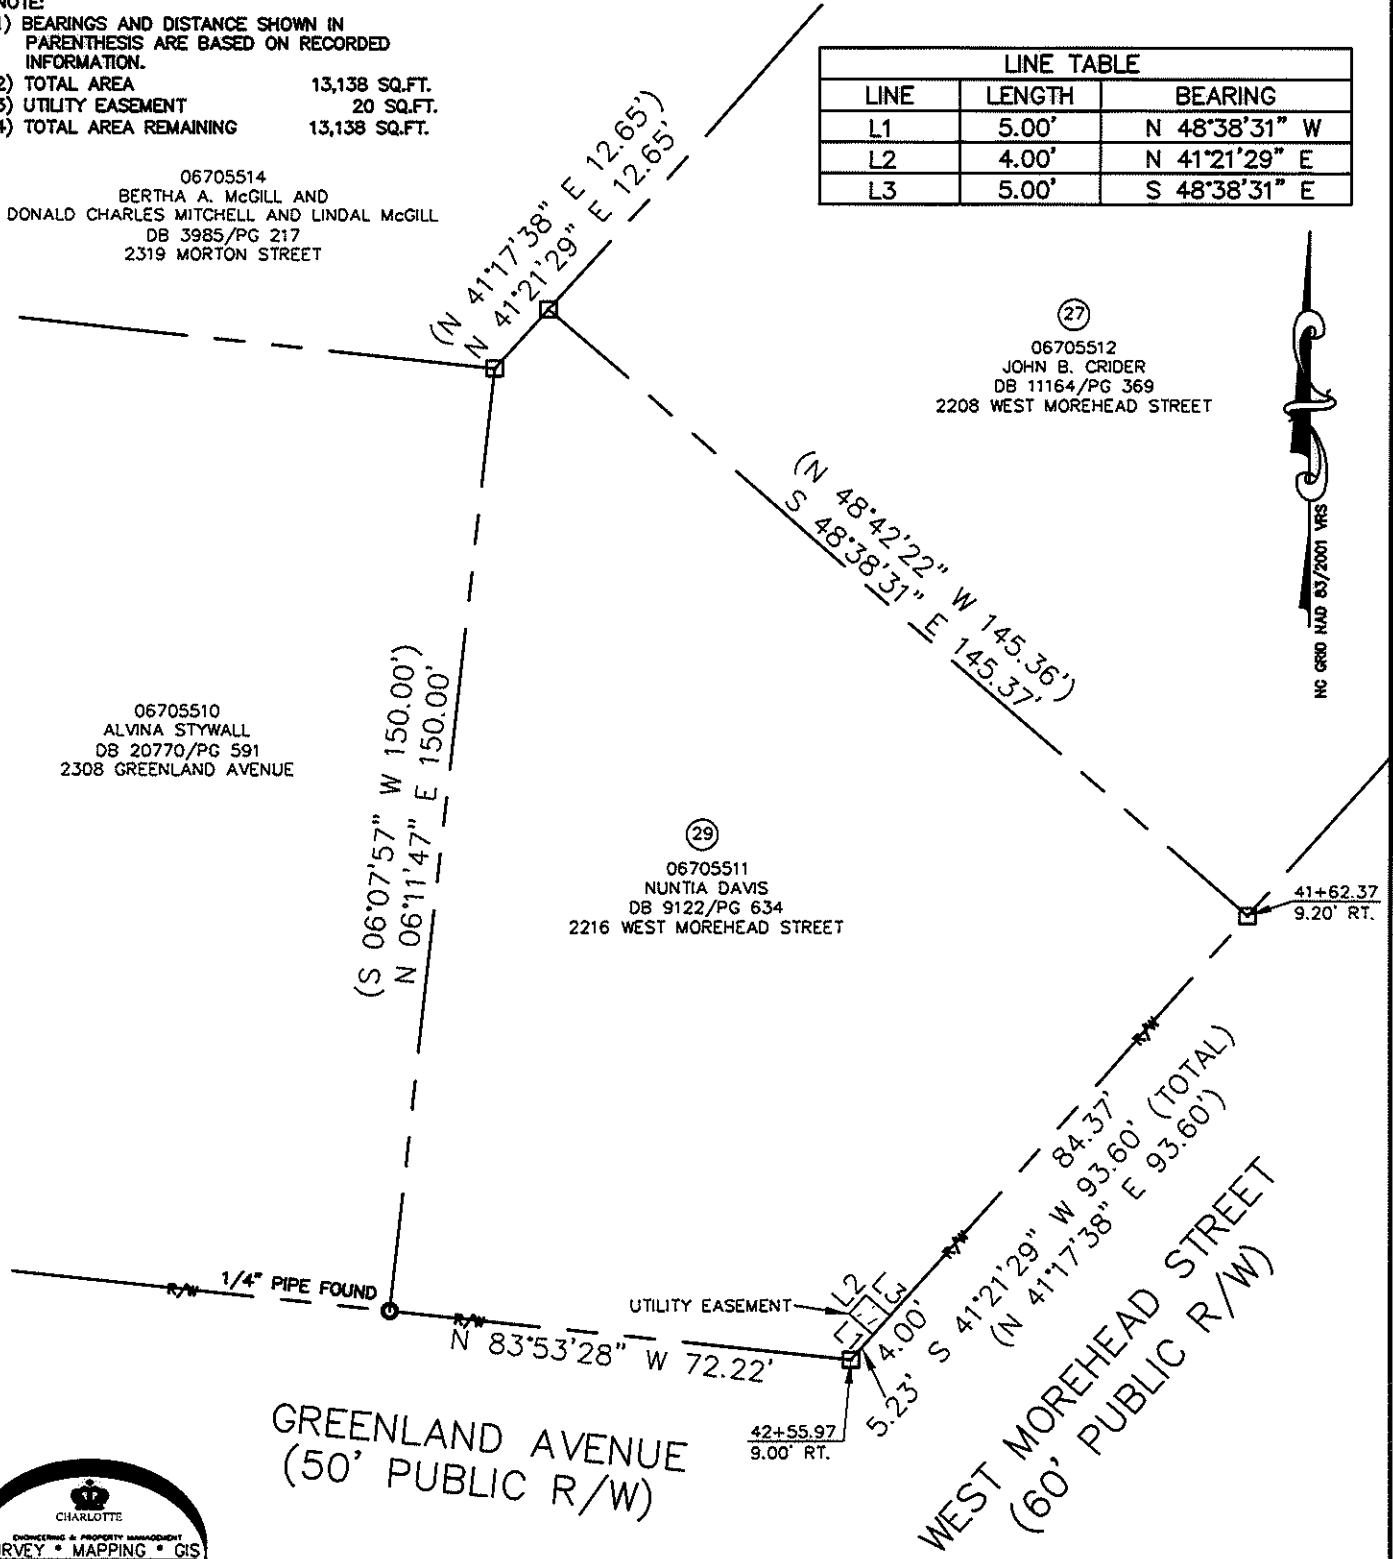 NOTE:
1) BEARINGS AND DISTANCE SHOWN IN
PARENTHESIS ARE BASED ON RECORDED
INFORMATION.
2) TOTAL AREA 13,138 SQ.FT.
3) UTILITY EASEMENT 20 SQ.FT.
4) TOTAL AREA REMAINING 13,138 SQ.FT.
LINE TABLE
LINE LENGTH BEARING
L1 5.00' N 48°38'31" W
L2 4.00' N 41°21'29" E
L3 5.00' S 48°38'31" E
06705514
BERTHA A. McGILL AND
DONALD CHARLES MITCHELL AND LINDAL McGILL
DB 3985/PG 217
2319 MORTON STREET
(N 41°17'38" E 12.65')
N 41°21'29" E 12.65'
27
06705512
JOHN B. CRIDER
DB 11164/PG 369
2208 WEST MOREHEAD STREET
NC GRID NAD 83/2001 VRS
(N 48°42'22" W 145.36')
S 48°38'31" E 145.37'
(S 06°07'57" W 150.00')
N 06°11'47" E 150.00'
06705510
ALVINA STYWALL
DB 20770/PG 591
2308 GREENLAND AVENUE
29
06705511
NUNTIA DAVIS
DB 9122/PG 634
2216 WEST MOREHEAD STREET
41+62.37
9.20' RT.
R/W
84.37'
S 41°21'29" W 93.60' (TOTAL)
(N 41°17'38" E 93.60')
R/W
R/W
1/4" PIPE FOUND
R/W
N 83°53'28" W 72.22'
UTILITY EASEMENT
L2
L1
L3
4.00'
5.23'
42+55.97
9.00' RT.
GREENLAND AVENUE
(50' PUBLIC R/W)
WEST MOREHEAD STREET
(60' PUBLIC R/W)
CHARLOTTE
ENGINEERING & PROPERTY MANAGEMENT
RVEY * MAPPING * GIS